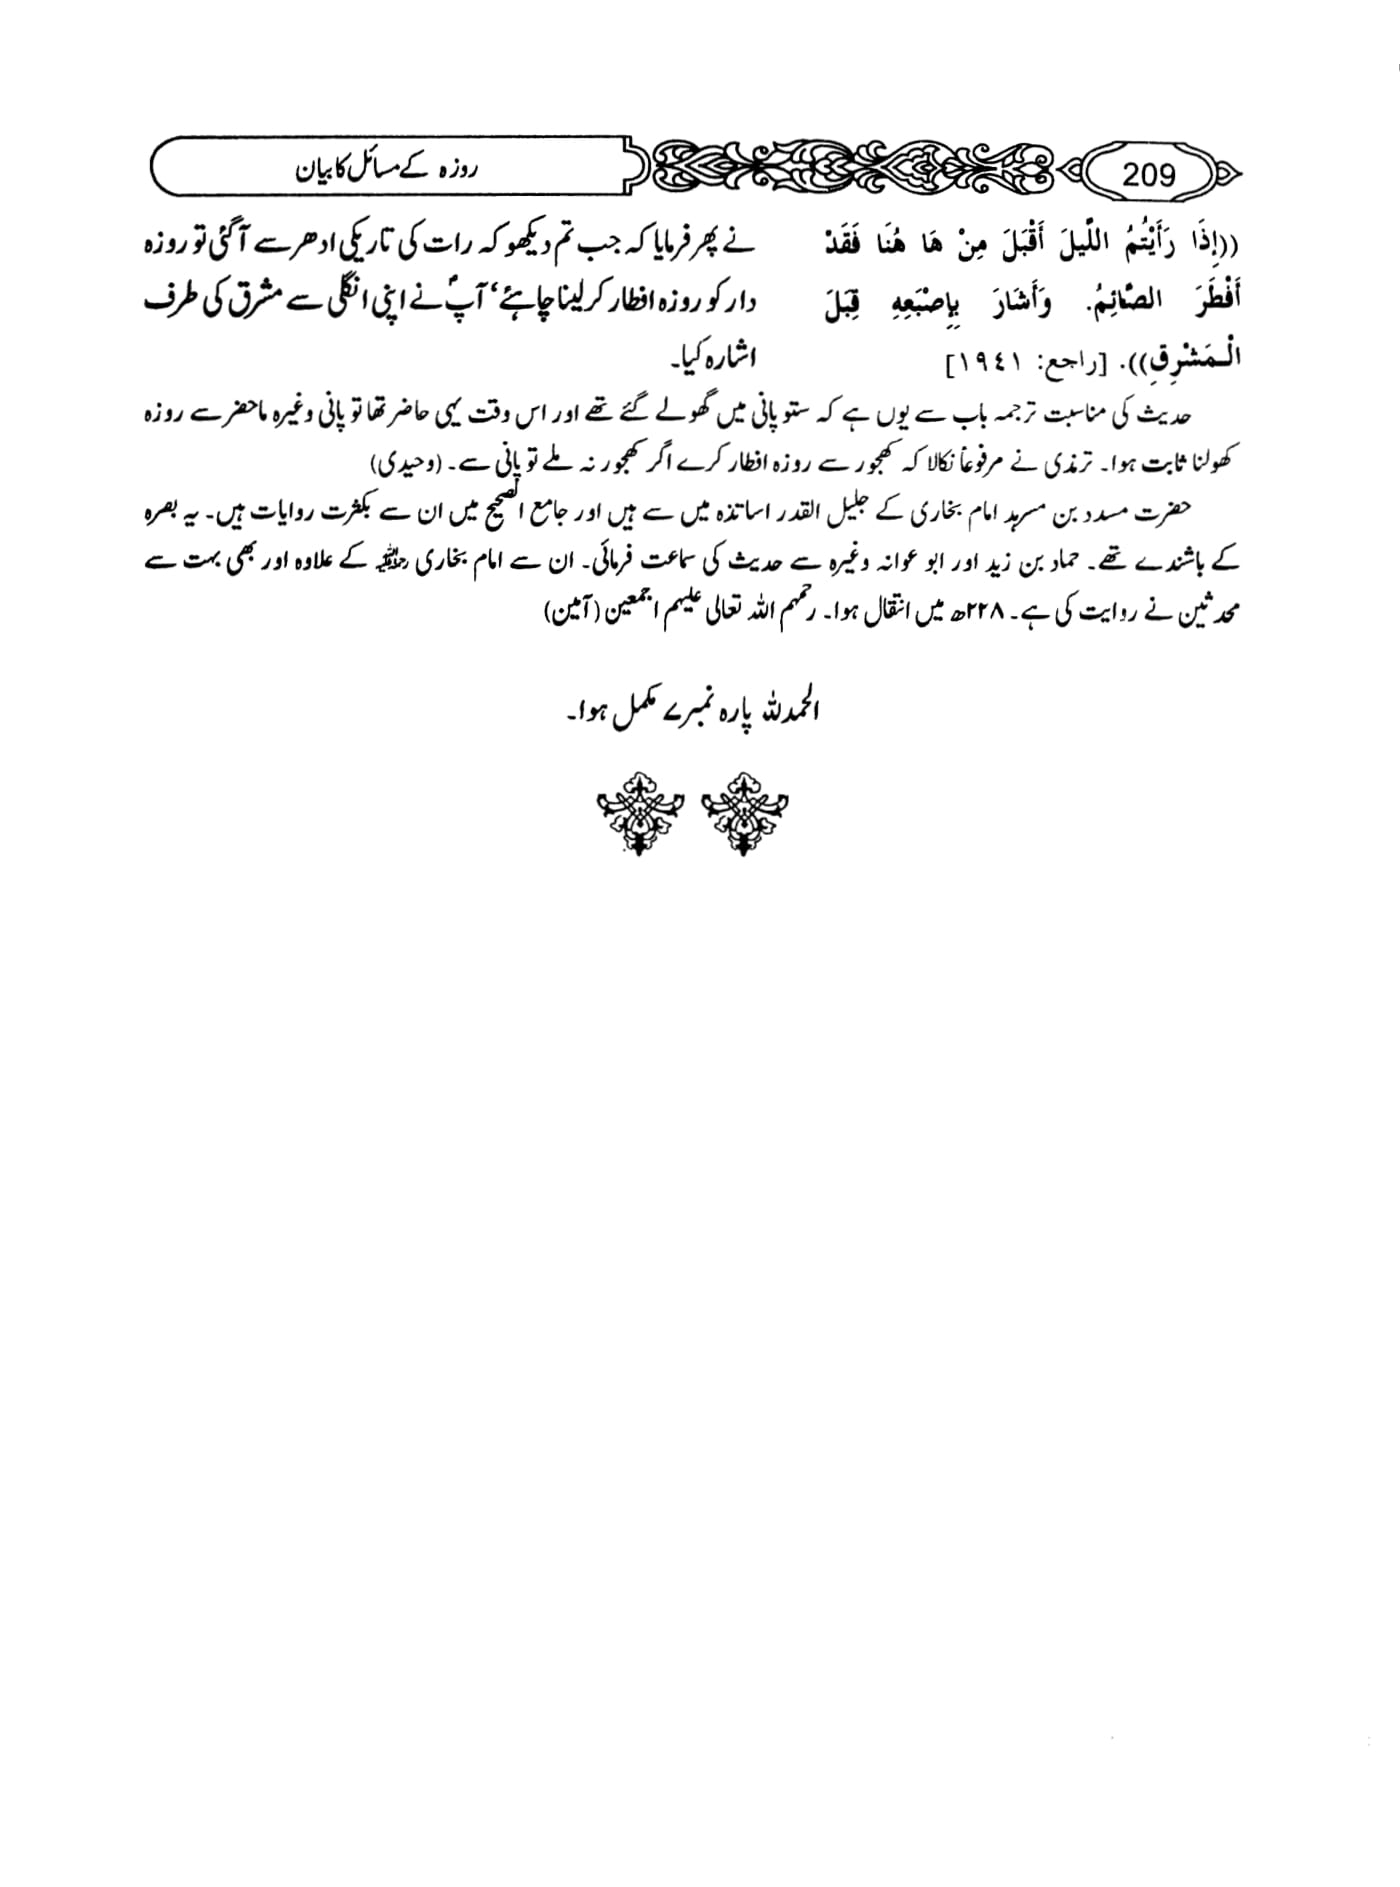 209
روزہ کے مسائل کا بیان
((إِذَا رَأَيْتُمُ اللَّيلَ أَقْبَلَ مِنْ هَا هُنَا فَقَدْ
أَفْطَرَ الصَّائِمُ. وَأَشَارَ بِإِصْبَعِهِ قِبَلَ
الْمَشْرِقِ)). [راجع: ١٩٤١]
نے پھر فرمایا کہ جب تم دیکھو کہ رات کی تاریکی ادھر سے آ گئی تو روزہ
دار کو روزہ افطار کر لینا چاہئے‘ آپؐ نے اپنی انگلی سے مشرق کی طرف
اشارہ کیا۔
حدیث کی مناسبت ترجمہ باب سے یوں ہے کہ ستو پانی میں گھولے گئے تھے اور اس وقت یہی حاضر تھا تو پانی وغیرہ ماحضر سے روزہ
کھولنا ثابت ہوا۔ ترمذی نے مرفوعاً نکالا کہ کھجور سے روزہ افطار کرے اگر کھجور نہ ملے تو پانی سے۔ (وحیدی)
حضرت مسدد بن مسرہد امام بخاری کے جلیل القدر اساتذہ میں سے ہیں اور جامع الصحیح میں ان سے بکثرت روایات ہیں۔ یہ بصرہ
کے باشندے تھے۔ حماد بن زید اور ابو عوانہ وغیرہ سے حدیث کی سماعت فرمائی۔ ان سے امام بخاری رحمہ اللہ کے علاوہ اور بھی بہت سے
محدثین نے روایت کی ہے۔ ۲۲۸ھ میں انتقال ہوا۔ رحمہم اللہ تعالی علیہم اجمعین (آمین)
الحمدللہ پارہ نمبر ۷ مکمل ہوا۔